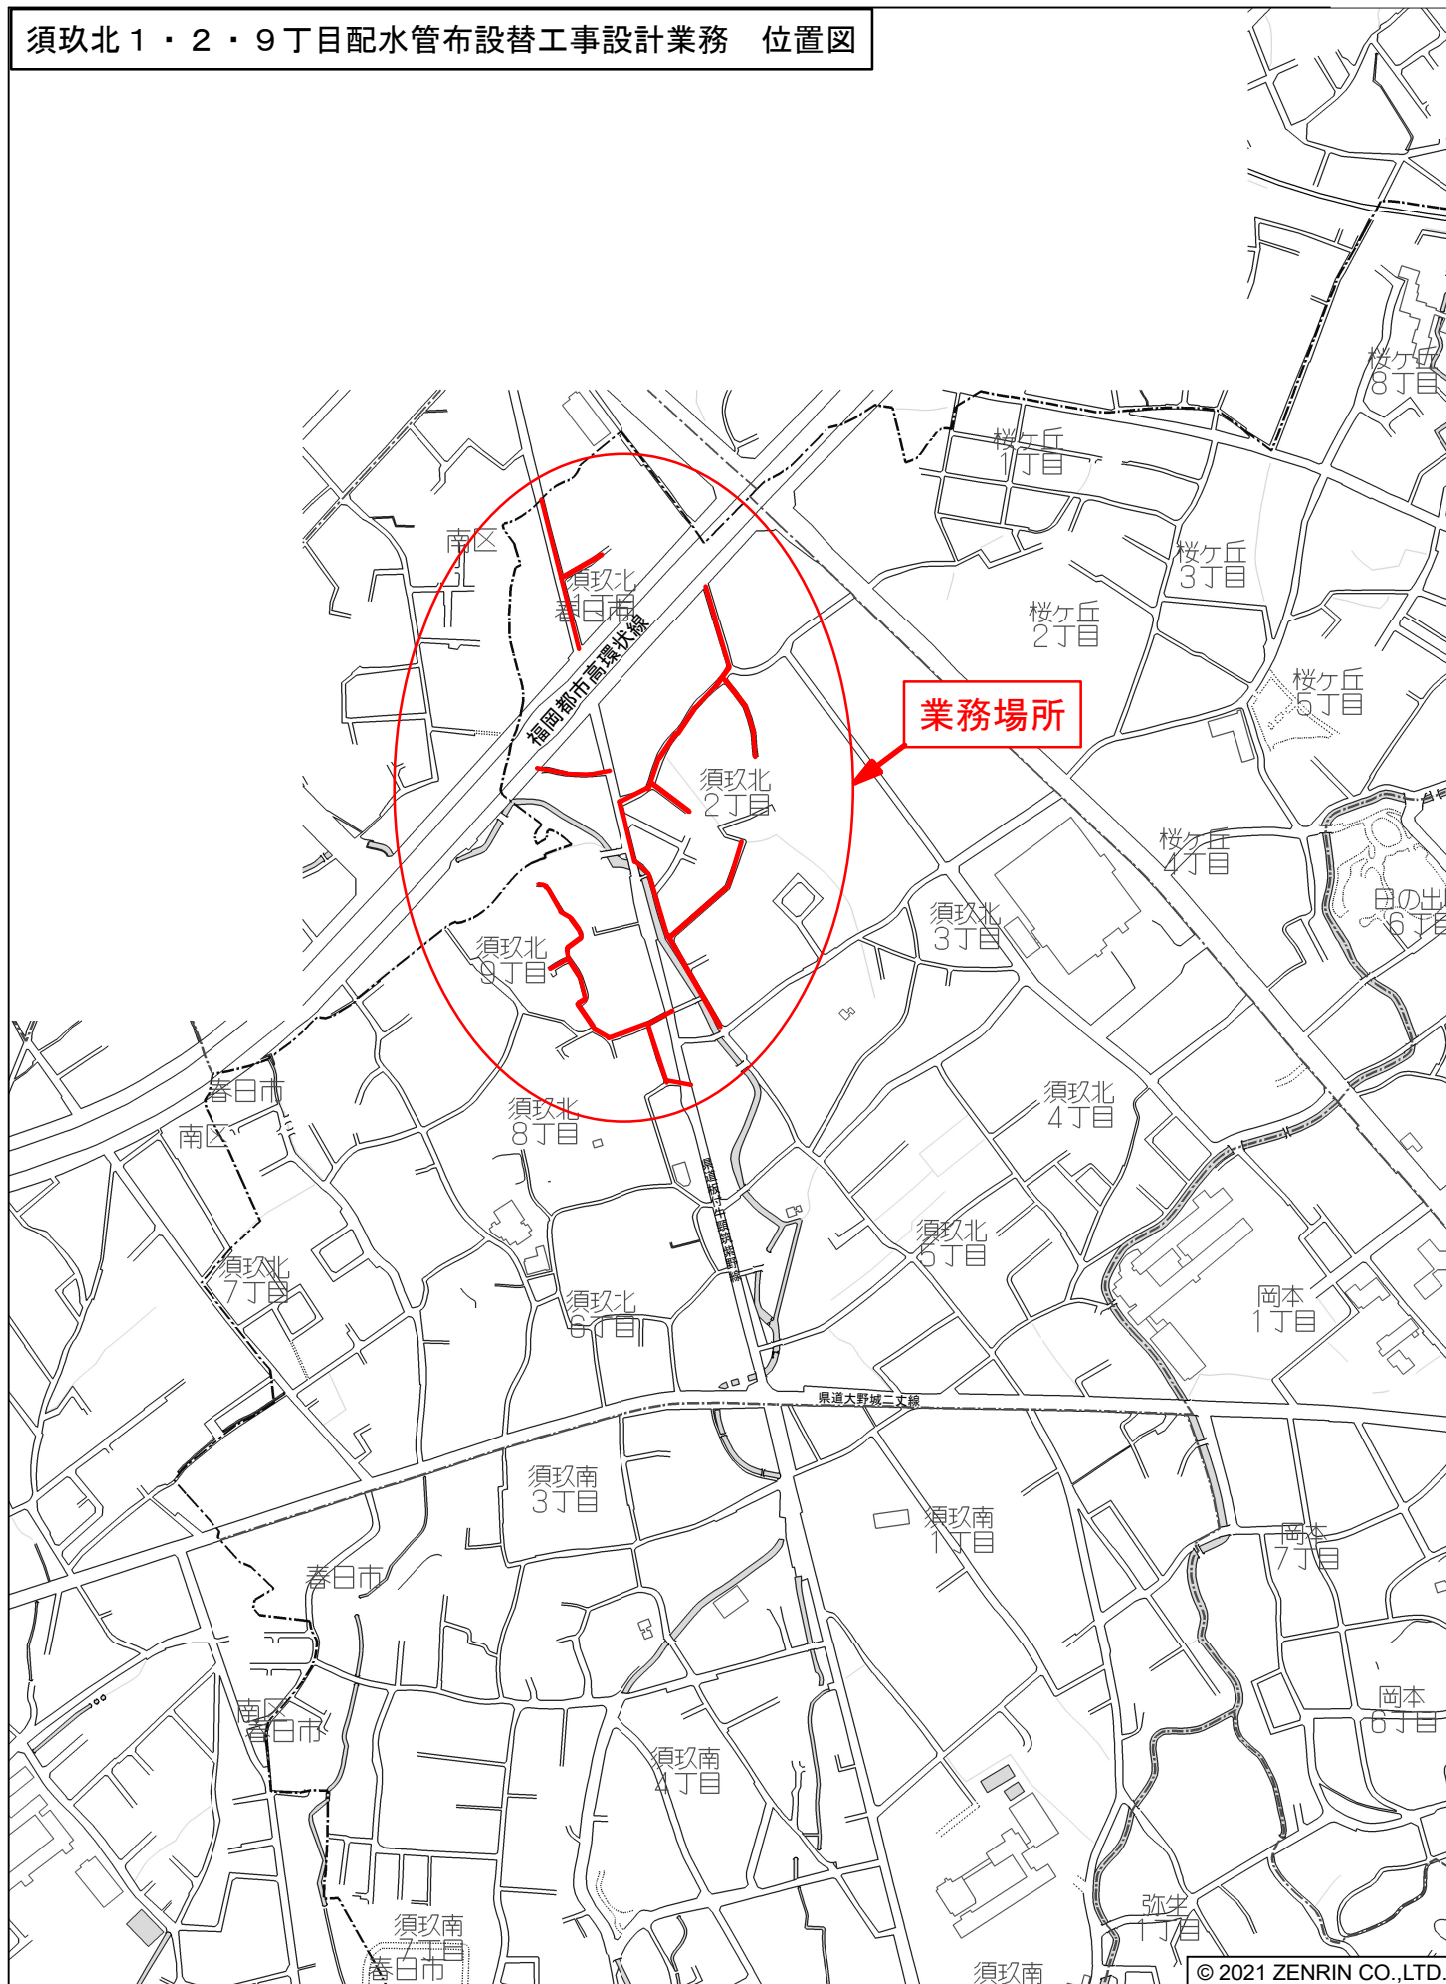 須玖北１・２・９丁目配水管布設替工事設計業務　位置図
桜ケ丘
8丁目
桜ケ丘
1丁目
南区
桜ケ丘
3丁目
須玖北
1丁目
春日市
桜ケ丘
2丁目
福岡都市高環状線
桜ケ丘
5丁目
業務場所
須玖北
2丁目
桜ケ丘
4丁目
日の出
6丁目
須玖北
3丁目
須玖北
9丁目
春日市
南区
須玖北
8丁目
須玖北
4丁目
須玖北
5丁目
須玖北
7丁目
須玖北
6丁目
岡本
1丁目
県道大野城二丈線
須玖南
3丁目
須玖南
1丁目
岡本
7丁目
春日市
南区
春日市
岡本
6丁目
須玖南
4丁目
弥生
1丁目
須玖南
7丁目
春日市
須玖南
© 2021 ZENRIN CO.,LTD